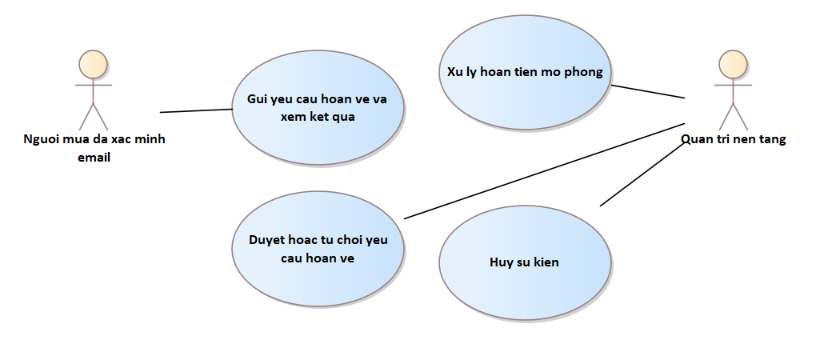 Nguoi mua da xac minh
email
Gui yeu cau hoan ve va
xem ket qua
Xu ly hoan tien mo phong
Quan tri nen tang
Duyet hoac tu choi yeu
cau hoan ve
Huy su kien